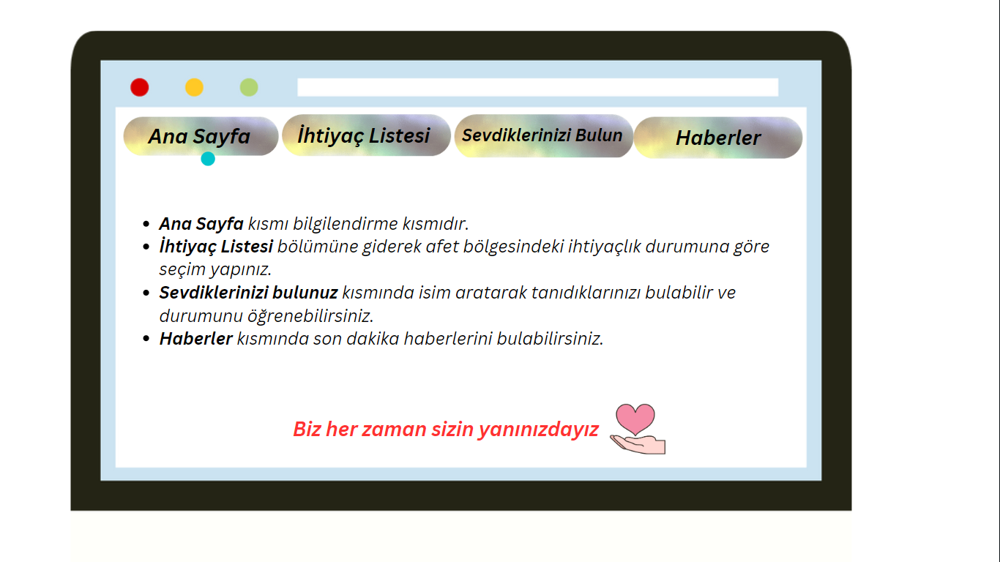 Ana Sayfa
İhtiyaç Listesi
Sevdiklerinizi Bulun
Haberler
• Ana Sayfa kısmı bilgilendirme kısmıdır.
• İhtiyaç Listesi bölümüne giderek afet bölgesindeki ihtiyaçlık durumuna göre
seçim yapınız.
• Sevdiklerinizi bulunuz kısmında isim aratarak tanıdıklarınızı bulabilir ve
durumunu öğrenebilirsiniz.
• Haberler kısmında son dakika haberlerini bulabilirsiniz.
Biz her zaman sizin yanınızdayız